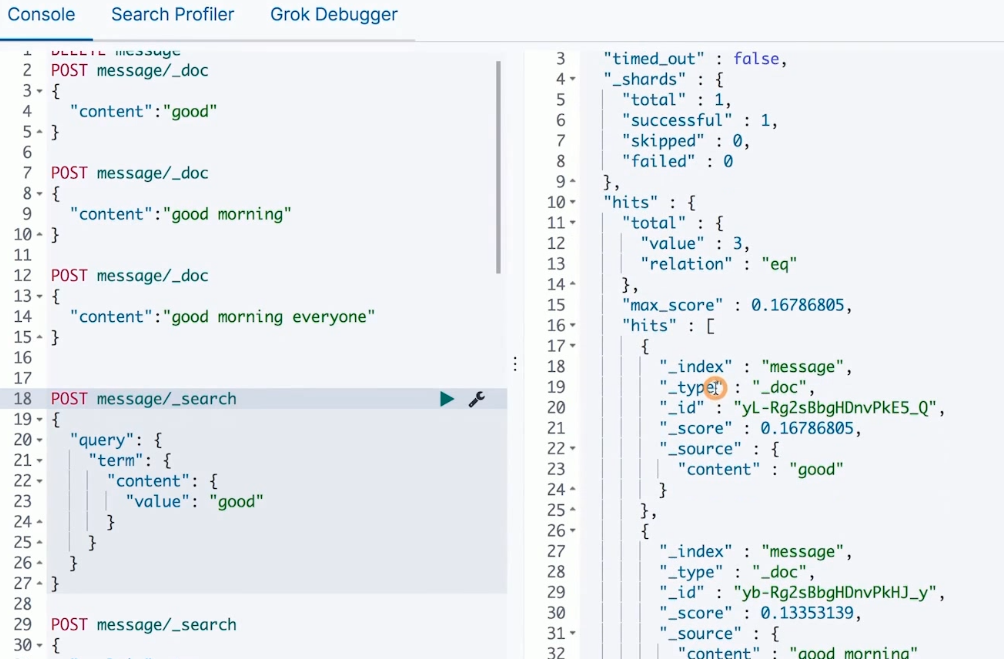 Console Search Profiler Grok Debugger
1 DELETE message
2 POST message/_doc
3 {
4 "content":"good"
5 }
6
7 POST message/_doc
8 {
9 "content":"good morning"
10 }
11
12 POST message/_doc
13 {
14 "content":"good morning everyone"
15 }
16
17
18 POST message/_search
19 {
20 "query": {
21 "term": {
22 "content": {
23 "value": "good"
24 }
25 }
26 }
27 }
28
29 POST message/_search
30 {
3 "timed_out" : false,
4 "_shards" : {
5 "total" : 1,
6 "successful" : 1,
7 "skipped" : 0,
8 "failed" : 0
9 },
10 "hits" : {
11 "total" : {
12 "value" : 3,
13 "relation" : "eq"
14 },
15 "max_score" : 0.16786805,
16 "hits" : [
17 {
18 "_index" : "message",
19 "_type" : "_doc",
20 "_id" : "yL-Rg2sBbgHDnvPkE5_Q",
21 "_score" : 0.16786805,
22 "_source" : {
23 "content" : "good"
24 }
25 },
26 {
27 "_index" : "message",
28 "_type" : "_doc",
29 "_id" : "yb-Rg2sBbgHDnvPkHJ_y",
30 "_score" : 0.13353139,
31 "_source" : {
32 "content" : "good morning"